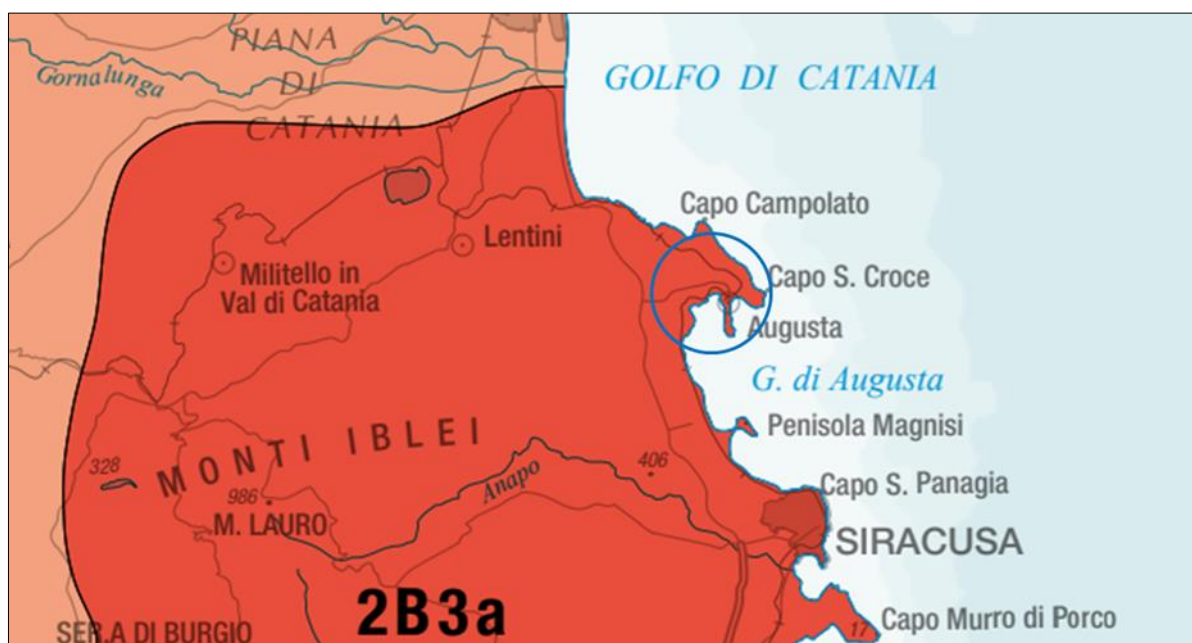 PIANA
DI
CATANIA
Gornalunga
GOLFO DI CATANIA
Capo Campolato
Lentini
Militello in
Val di Catania
Capo S. Croce
Augusta
G. di Augusta
Penisola Magnisi
MONTI IBLEI
328
986
M. LAURO
Anapo
406
Capo S. Panagia
SIRACUSA
2B3a
SER.A DI BURGIO
17
Capo Murro di Porco